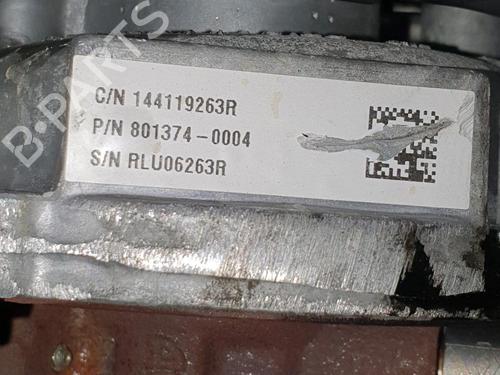 C/N 144119263R
P/N 801374-0004
S/N RLU06263R
B-PARTS